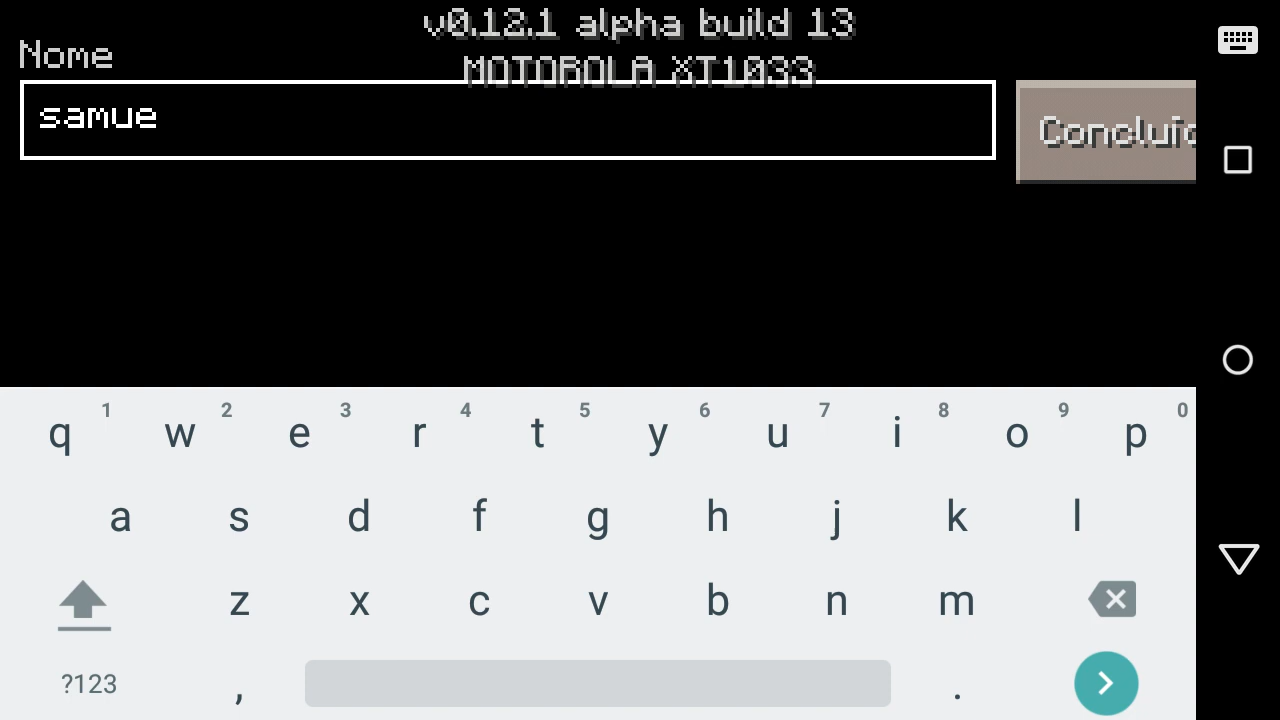 v0.12.1 alpha build 13
Nome
MOTOROLA XT1033
samue
1 2 3 4 5 6 7 8 9 0
q w e r t y u i o p
a s d f g h j k l
z x c v b n m
?123 , .